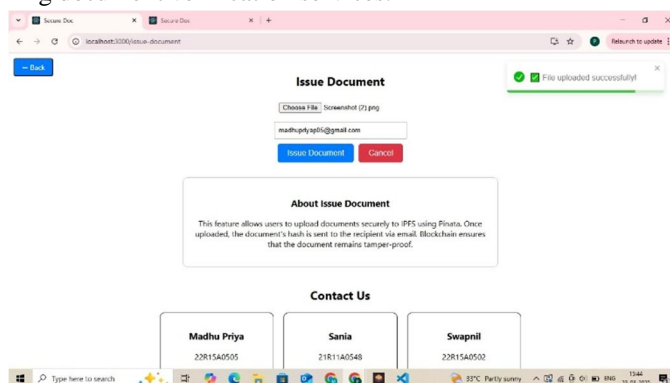 Secure Doc
Secure Doc
localhost:3000/issue-document
Relaunch to update
← Back
Issue Document
File uploaded successfully!
Choose File Screenshot (2).png
madhupriyap05@gmail.com
Issue Document Cancel
About Issue Document
This feature allows users to upload documents securely to IPFS using Pinata. Once
uploaded, the document's hash is sent to the recipient via email. Blockchain ensures
that the document remains tamper-proof.
Contact Us
Madhu Priya
22R15A0505
Sania
21R11A0548
Swapnil
22R15A0502
Type here to search
33°C Partly sunny
ENG
15:44